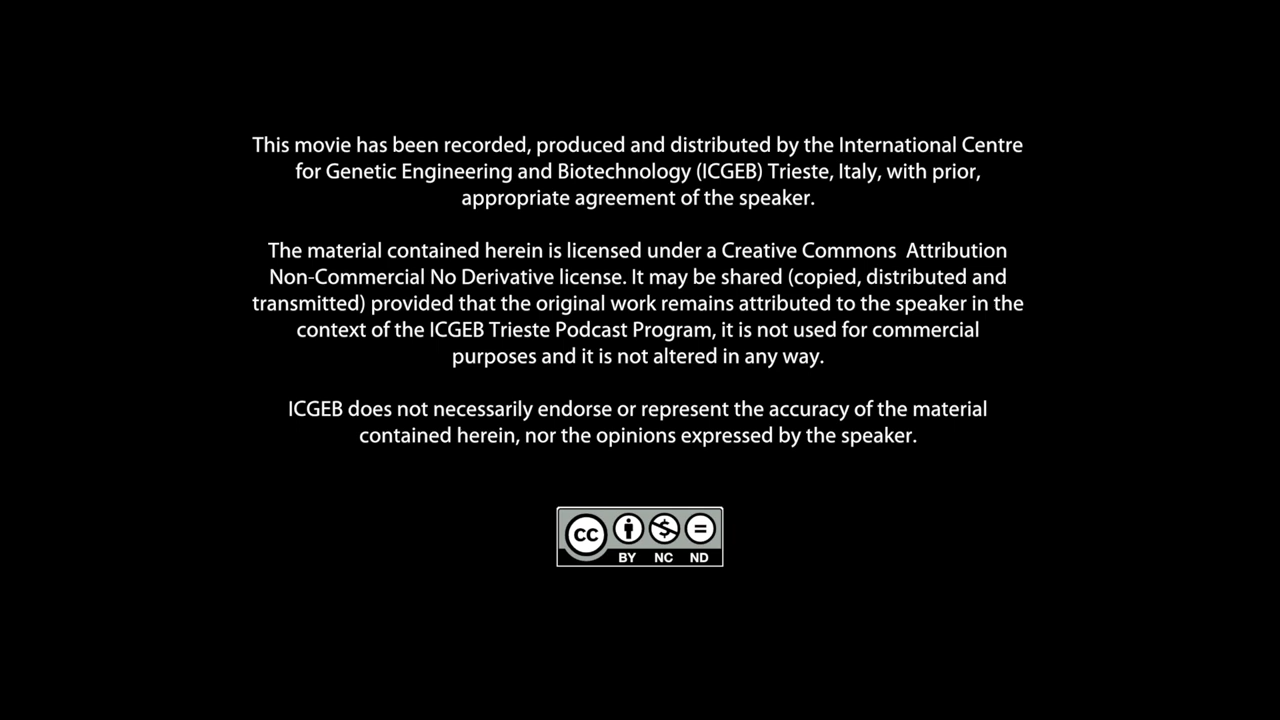 This movie has been recorded, produced and distributed by the International Centre
for Genetic Engineering and Biotechnology (ICGEB) Trieste, Italy, with prior,
appropriate agreement of the speaker.
The material contained herein is licensed under a Creative Commons  Attribution
Non-Commercial No Derivative license. It may be shared (copied, distributed and
transmitted) provided that the original work remains attributed to the speaker in the
context of the ICGEB Trieste Podcast Program, it is not used for commercial
purposes and it is not altered in any way.
ICGEB does not necessarily endorse or represent the accuracy of the material
contained herein, nor the opinions expressed by the speaker.
cc $ =
BY NC ND